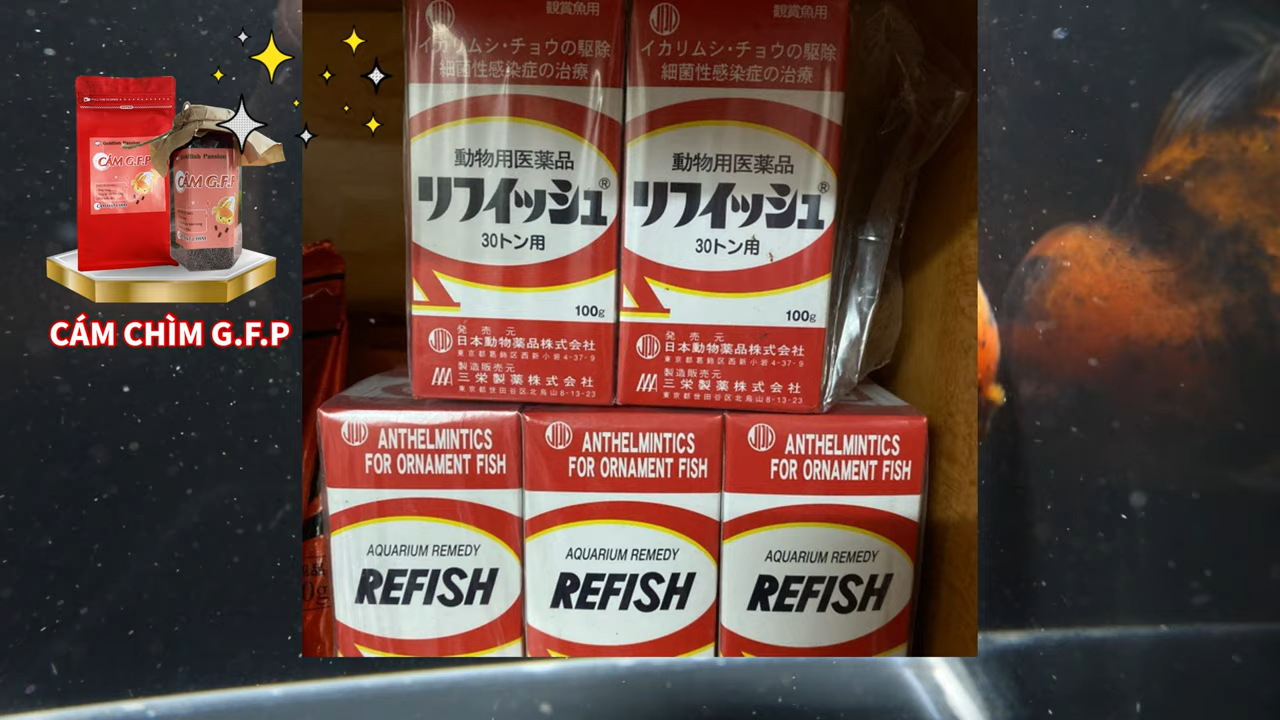 Goldfish Passion
CÁM G.F.P
Goldfish Passion
CÁM G.F.P
CÁM CHÌM G.F.P
観賞魚用
イカリムシ・チョウの駆除
細菌性感染症の治療
動物用医薬品
リフィッシュ®
30トン用
100g
発売元
日本動物薬品株式会社
東京都葛飾区西新小岩4-37-9
製造販売元
三栄製薬株式会社
東京都世田谷区北烏山8-13-23
観賞魚用
イカリムシ・チョウの駆除
細菌性感染症の治療
動物用医薬品
リフィッシュ®
30トン用
100g
発売元
日本動物薬品株式会社
東京都葛飾区西新小岩4-37-9
製造販売元
三栄製薬株式会社
東京都世田谷区北烏山8-13-23
ANTHELMINTICS
FOR ORNAMENT FISH
AQUARIUM REMEDY
REFISH
ANTHELMINTICS
FOR ORNAMENT FISH
AQUARIUM REMEDY
REFISH
ANTHELMINTICS
FOR ORNAMENT FISH
AQUARIUM REMEDY
REFISH